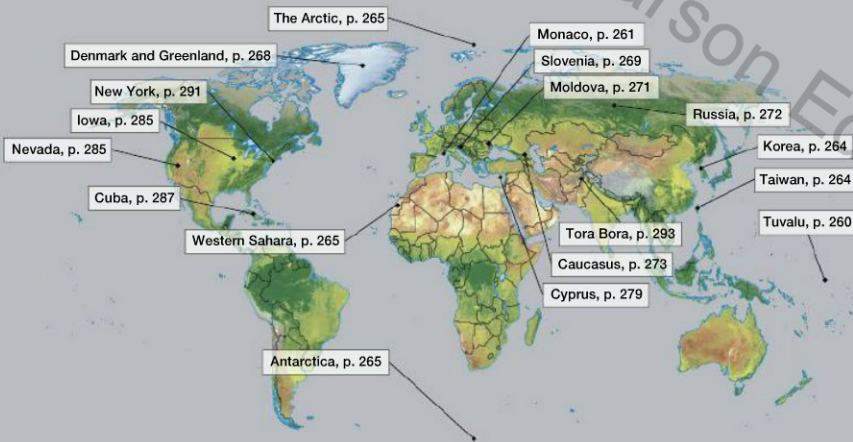 The Arctic, p. 265
Monaco, p. 261
Denmark and Greenland, p. 268
Slovenia, p. 269
Moldova, p. 271
New York, p. 291
Russia, p. 272
Iowa, p. 285
Nevada, p. 285
Korea, p. 264
Taiwan, p. 264
Cuba, p. 287
Tuvalu, p. 260
Western Sahara, p. 265
Tora Bora, p. 293
Caucasus, p. 273
Cyprus, p. 279
Antarctica, p. 265